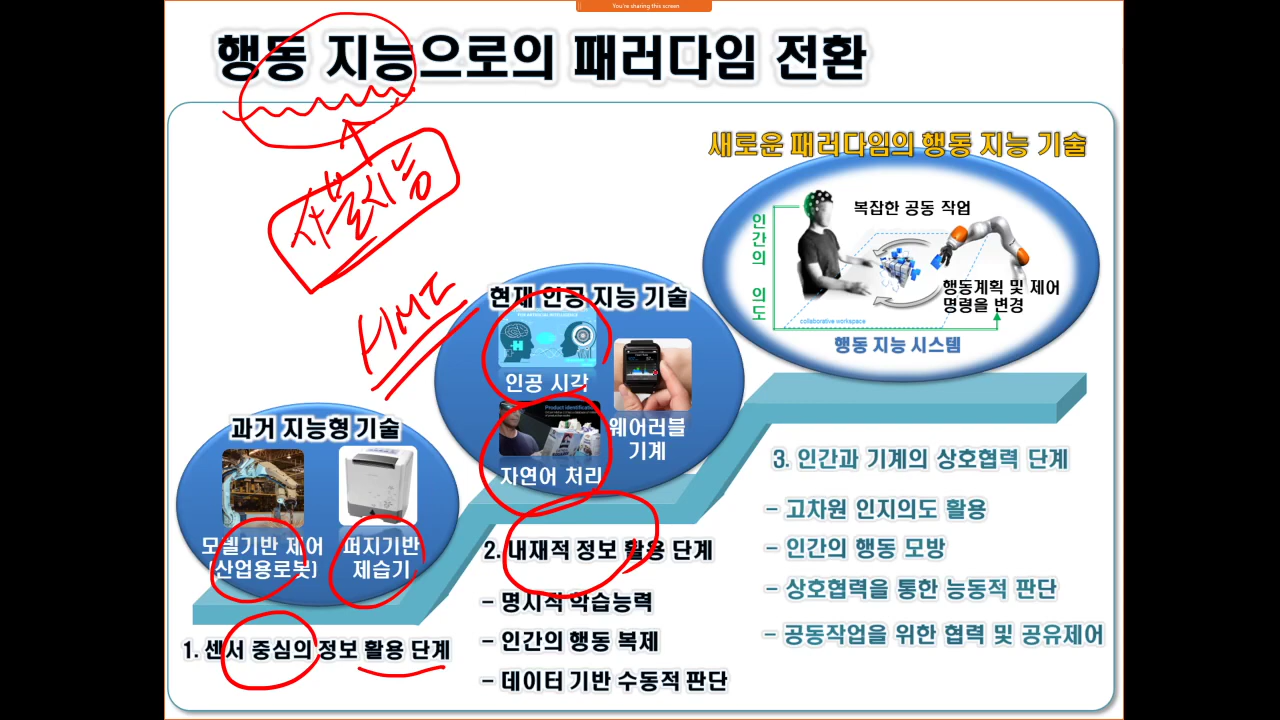 You're sharing this screen
행동 지능으로의 패러다임 전환
사물지능
새로운 패러다임의 행동 지능 기술
인간의 의도
복잡한 공동 작업
행동계획 및 제어
명령을 변경
collaborative workspace
행동 지능 시스템
현재 인공 지능 기술
인공 시각
Product identification
자연어 처리
웨어러블
기계
과거 지능형 기술
모델기반 제어
(산업용로봇)
퍼지기반
제습기
1. 센서 중심의 정보 활용 단계
2. 내재적 정보 활용 단계
- 명시적 학습능력
- 인간의 행동 복제
- 데이터 기반 수동적 판단
3. 인간과 기계의 상호협력 단계
- 고차원 인지의도 활용
- 인간의 행동 모방
- 상호협력을 통한 능동적 판단
- 공동작업을 위한 협력 및 공유제어